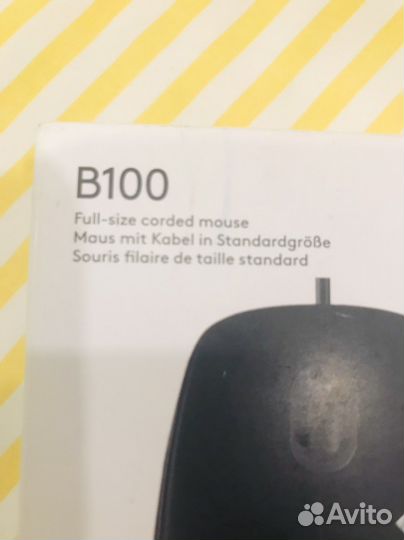 B100
Full-size corded mouse
Maus mit Kabel in Standardgröße
Souris filaire de taille standard
Avito